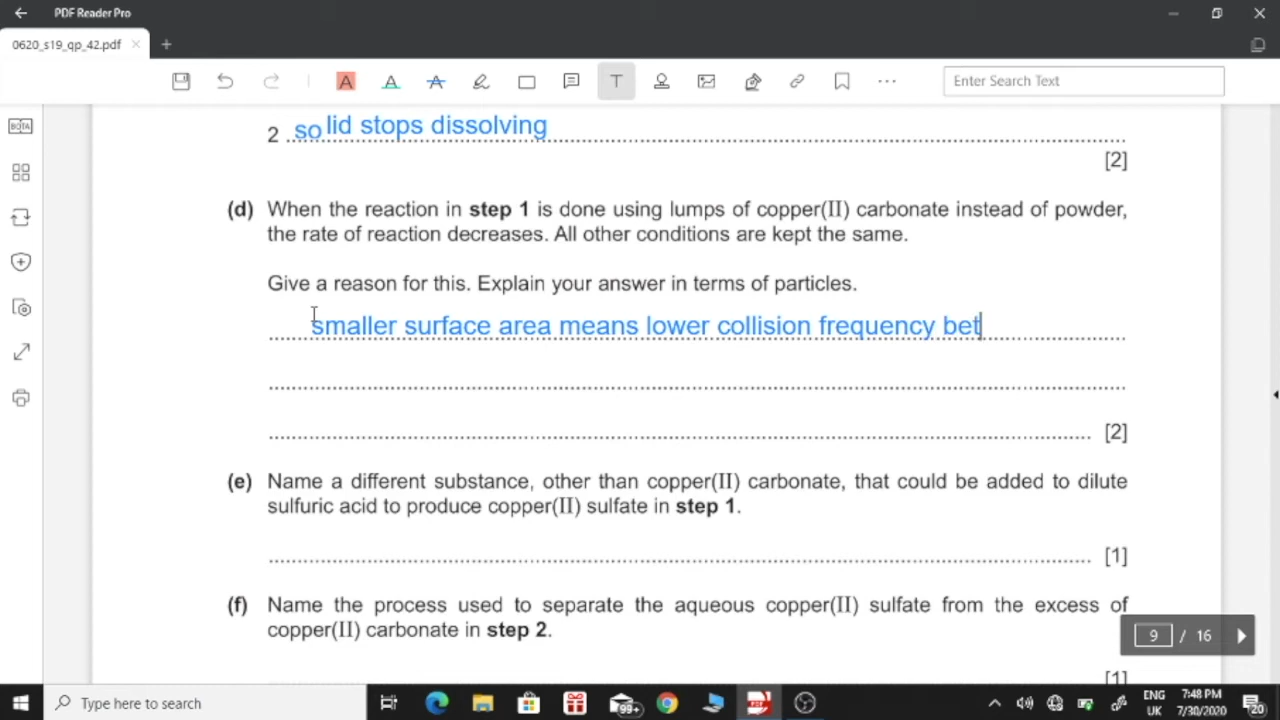 PDF Reader Pro
0620_s19_qp_42.pdf
Enter Search Text
BOTA
2 solid stops dissolving
[2]
(d) When the reaction in step 1 is done using lumps of copper(II) carbonate instead of powder,
the rate of reaction decreases. All other conditions are kept the same.
Give a reason for this. Explain your answer in terms of particles.
smaller surface area means lower collision frequency bet
[2]
(e) Name a different substance, other than copper(II) carbonate, that could be added to dilute
sulfuric acid to produce copper(II) sulfate in step 1.
[1]
(f) Name the process used to separate the aqueous copper(II) sulfate from the excess of
copper(II) carbonate in step 2.
9 / 16
[1]
Type here to search
99+
ENG
UK
7:48 PM
7/30/2020
20